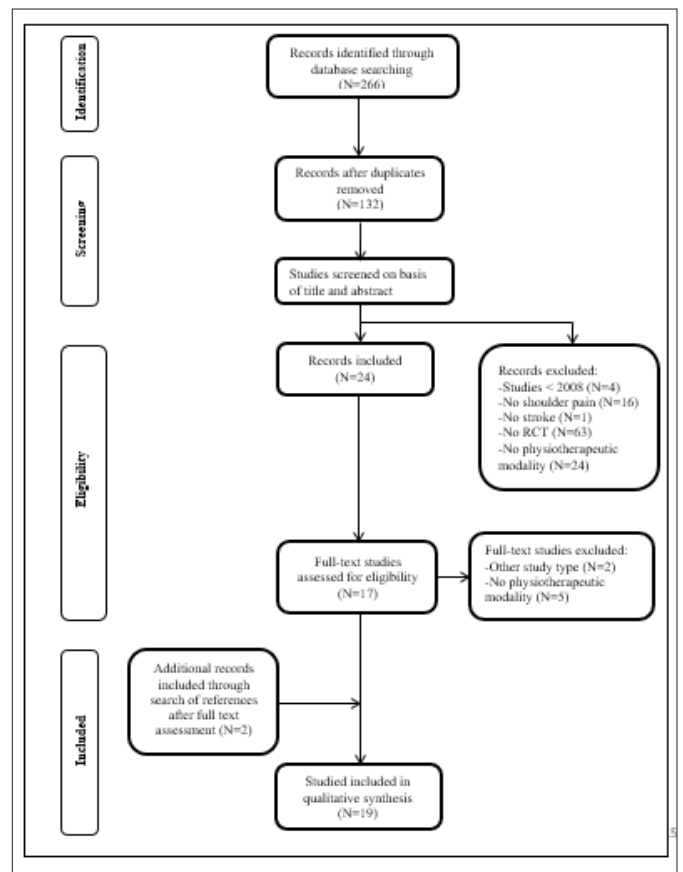 Identification
Records identified through
database searching
(N=266)
Screening
Records after duplicates
removed
(N=132)
Studies screened on basis
of title and abstract
Eligibility
Records included
(N=24)
Records excluded:
-Studies < 2008 (N=4)
-No shoulder pain (N=16)
-No stroke (N=1)
-No RCT (N=63)
-No physiotherapeutic
modality (N=24)
Full-text studies
assessed for eligibility
(N=17)
Full-text studies excluded:
-Other study type (N=2)
-No physiotherapeutic
modality (N=5)
Included
Additional records
included through
search of references
after full text
assessment (N=2)
Studied included in
qualitative synthesis
(N=19)
5